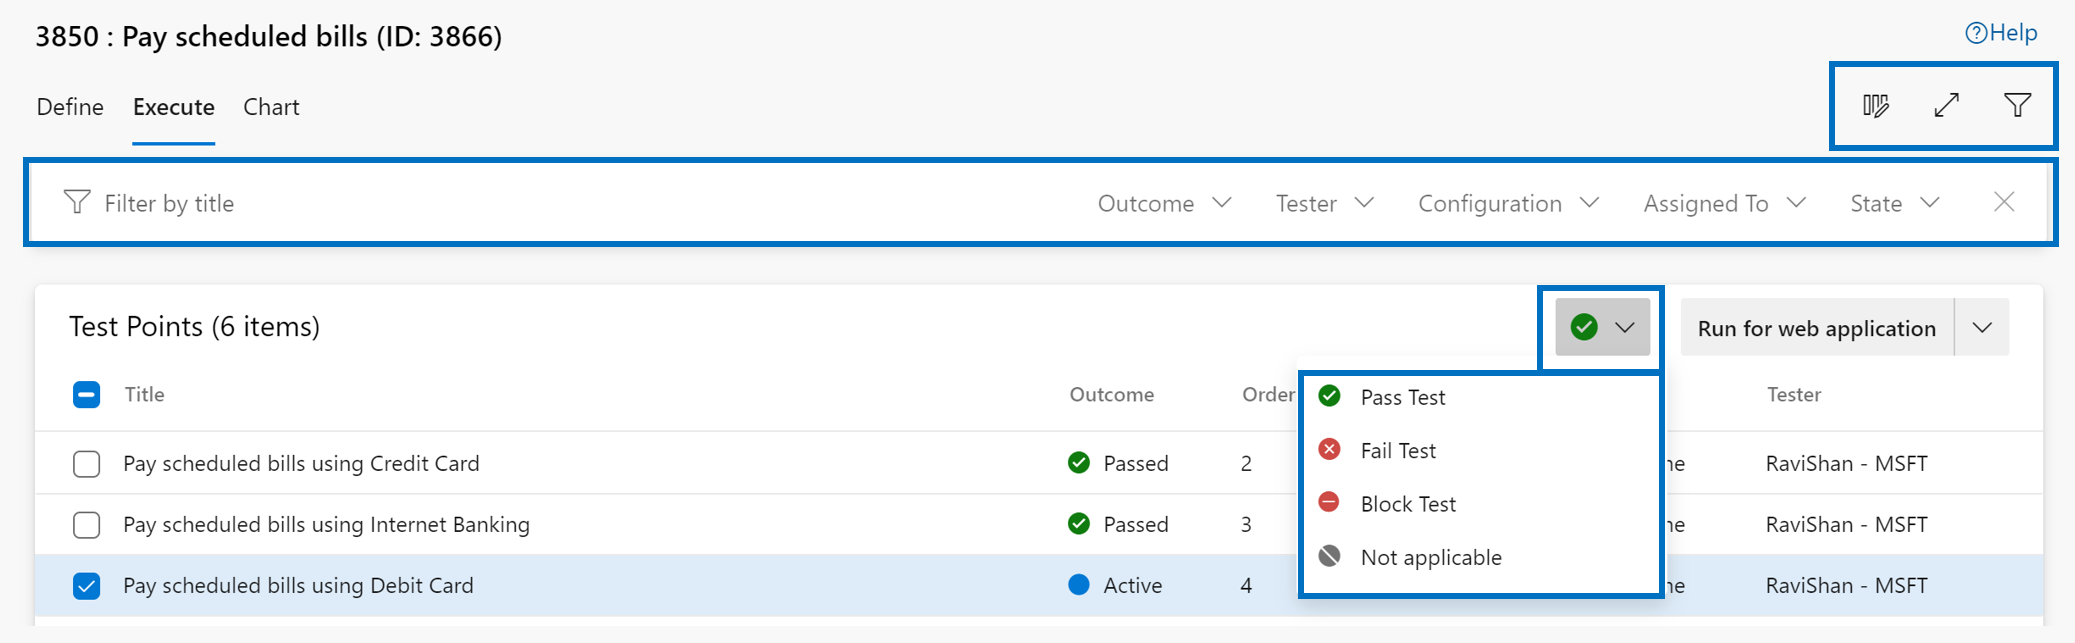 3850 : Pay scheduled bills (ID: 3866)
Help
Define Execute Chart
Filter by title Outcome Tester Configuration Assigned To State
Test Points (6 items) Run for web application
Title Outcome Order Tester
Pass Test
Fail Test
Block Test
Not applicable
Pay scheduled bills using Credit Card Passed 2 RaviShan - MSFT
Pay scheduled bills using Internet Banking Passed 3 RaviShan - MSFT
Pay scheduled bills using Debit Card Active 4 RaviShan - MSFT